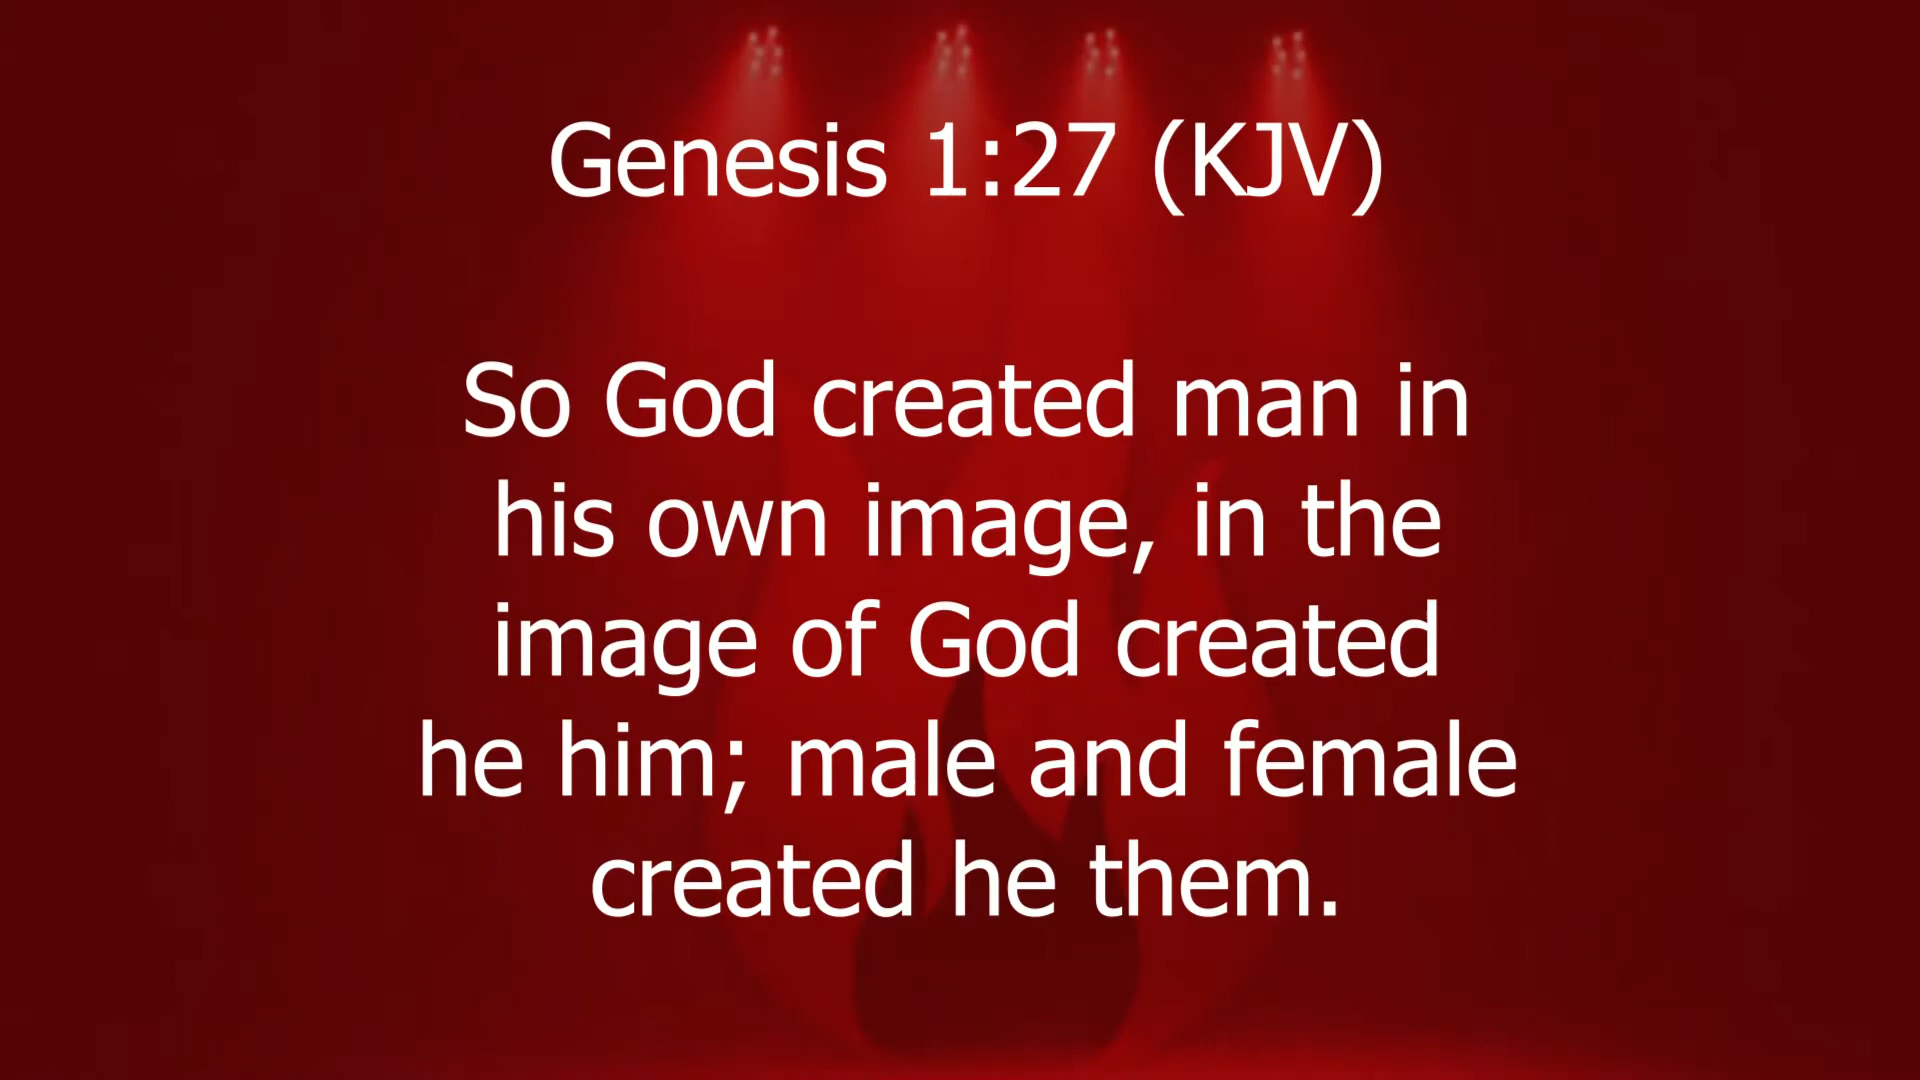 Genesis 1:27 (KJV)
So God created man in
his own image, in the
image of God created
he him; male and female
created he them.